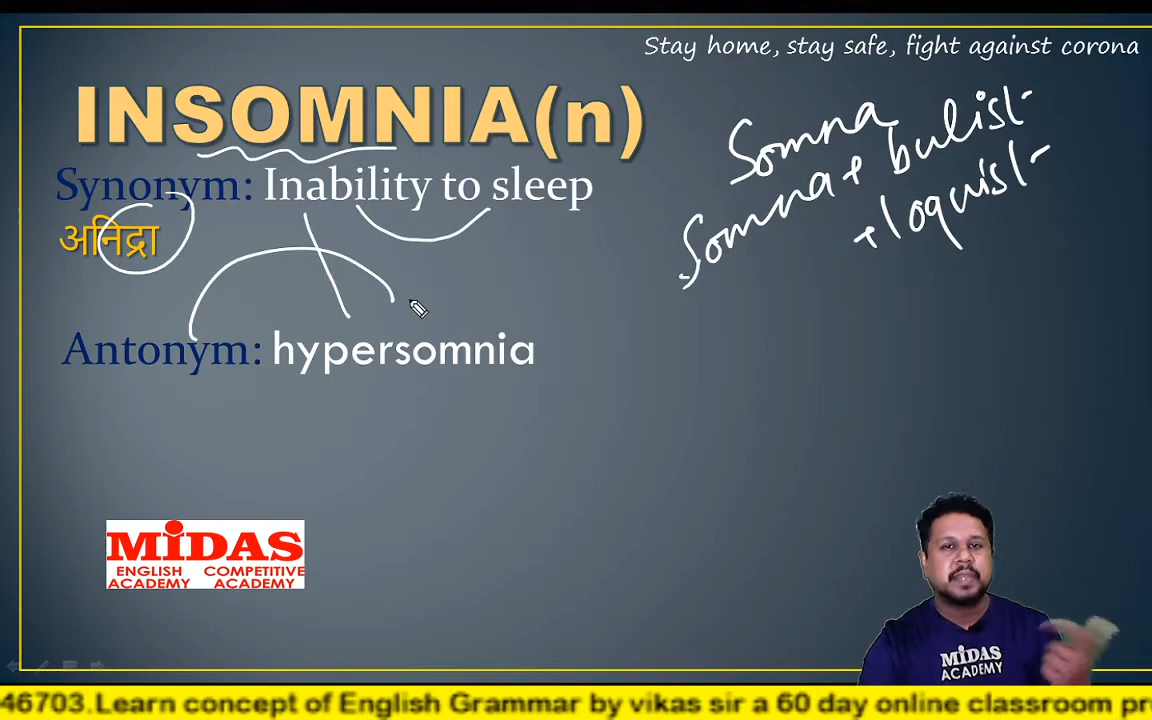 Stay home, stay safe, fight against corona
INSOMNIA(n)
Somna
Synonym: Inability to sleep
Somna + bulist-
+loquist-
अनिद्रा
Antonym: hypersomnia
MiDAS
ENGLISH COMPETITIVE
ACADEMY ACADEMY
MiDAS
ACADEMY
46703.Learn concept of English Grammar by vikas sir a 60 day online classroom pr